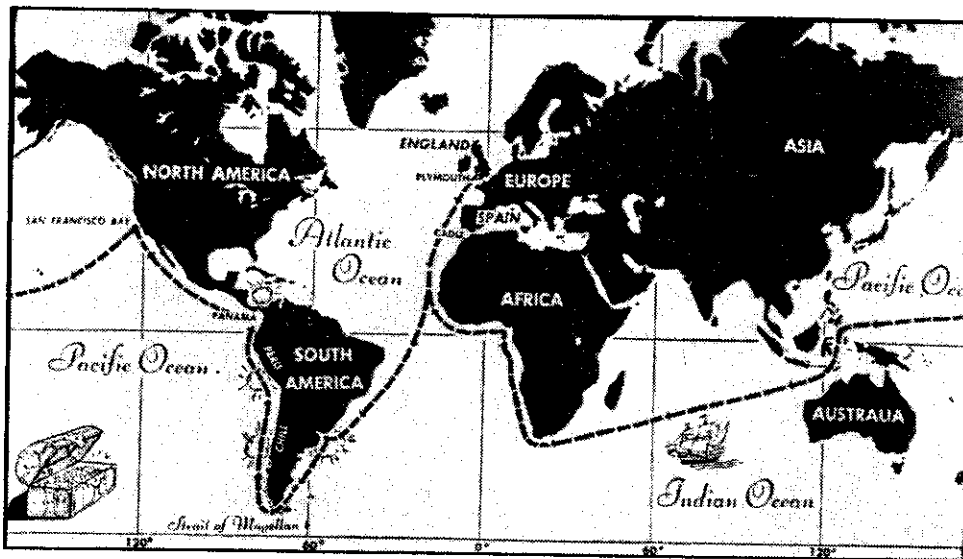 ENGLAND
ASIA
NORTH AMERICA
PLYMOUTH
EUROPE
SPAIN
SAN FRANCISCO BAY
Atlantic
Ocean
CADIZ
Pacific Oc
AFRICA
PANAMA
Pacific Ocean
PERU
SOUTH
AMERICA
CHILE
AUSTRALIA
Indian Ocean
Strait of Magellan
120°
60°
0°
60°
120°